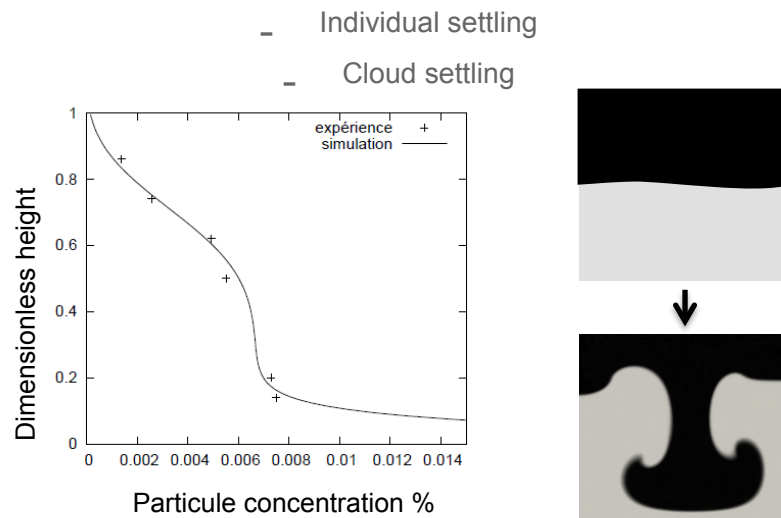 - Individual settling
- Cloud settling
expérience +
simulation
1
0.8
0.6
0.4
0.2
0
0 0.002 0.004 0.006 0.008 0.01 0.012 0.014
Dimensionless height
Particule concentration %